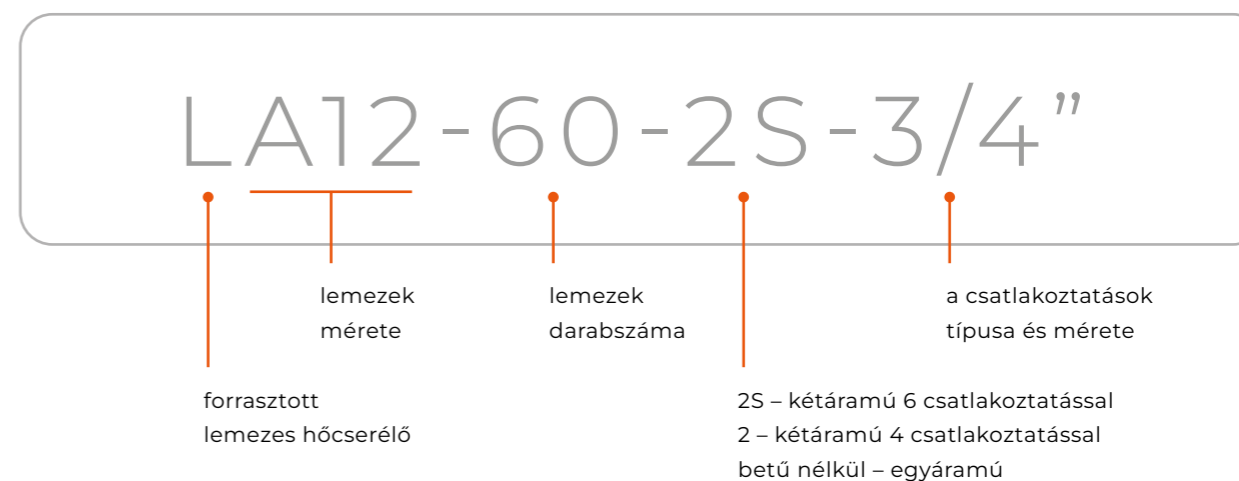 LA12-60-2S-3/4”
lemezek
mérete
lemezek
darabszáma
a csatlakoztatások
típusa és mérete
forrasztott
lemezes hőcserélő
2S – kétáramú 6 csatlakoztatással
2 – kétáramú 4 csatlakoztatással
betű nélkül – egyáramú